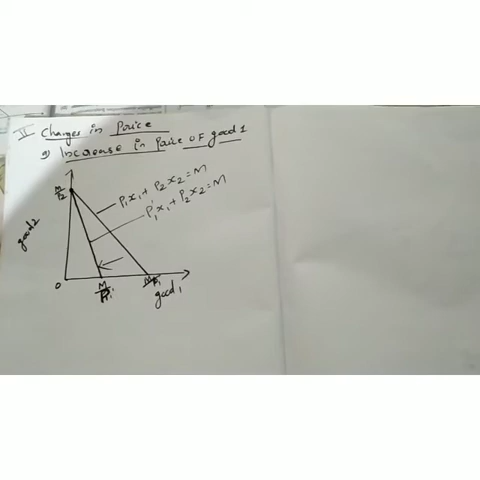 II Changes in Price
a) Increase in Price OF good 1
M/P2
P1x1 + P2x2 = M
P1'x1 + P2x2 = M
good 2
O
M/P1'
M/P1
good 1